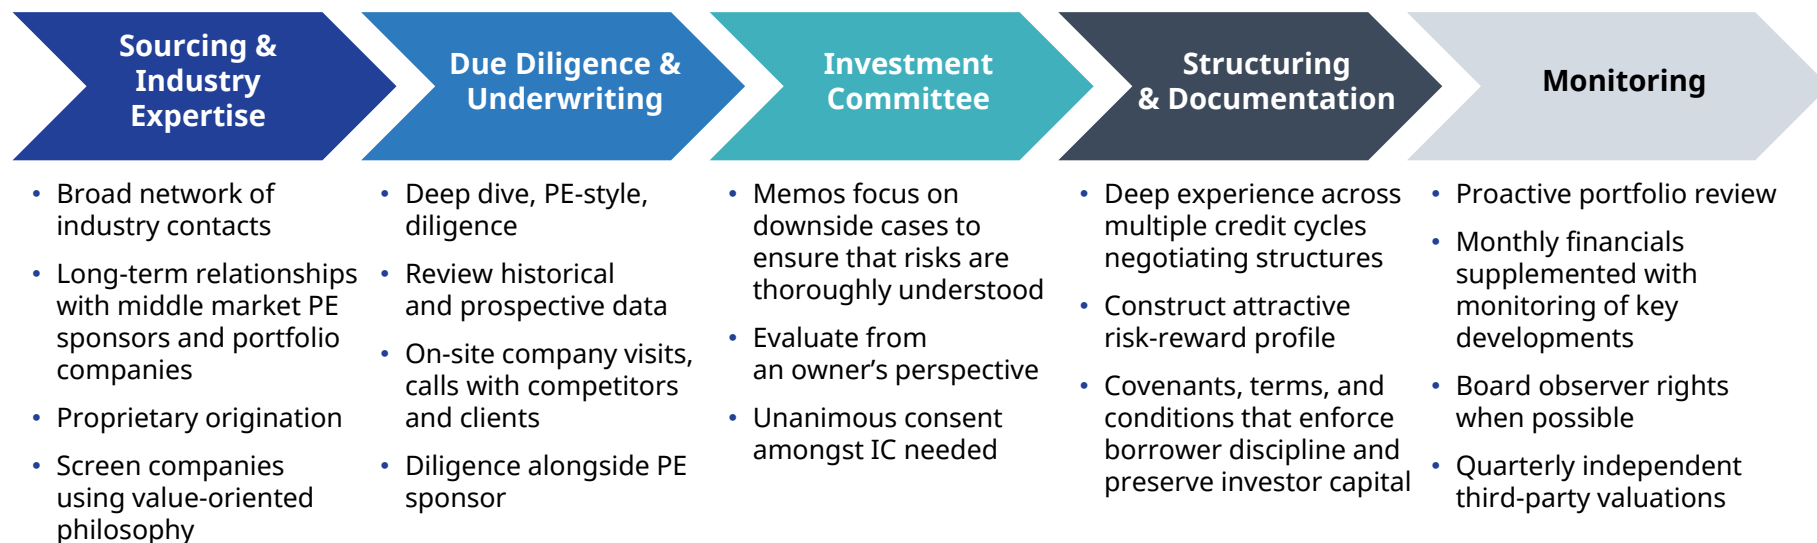 Sourcing &
Industry
Expertise
• Broad network of
industry contacts
• Long-term relationships
with middle market PE
sponsors and portfolio
companies
• Proprietary origination
• Screen companies
using value-oriented
philosophy
Due Diligence &
Underwriting
• Deep dive, PE-style,
diligence
• Review historical
and prospective data
• On-site company visits,
calls with competitors
and clients
• Diligence alongside PE
sponsor
Investment
Committee
• Memos focus on
downside cases to
ensure that risks are
thoroughly understood
• Evaluate from
an owner’s perspective
• Unanimous consent
amongst IC needed
Structuring
& Documentation
• Deep experience across
multiple credit cycles
negotiating structures
• Construct attractive
risk-reward profile
• Covenants, terms, and
conditions that enforce
borrower discipline and
preserve investor capital
Monitoring
• Proactive portfolio review
• Monthly financials
supplemented with
monitoring of key
developments
• Board observer rights
when possible
• Quarterly independent
third-party valuations